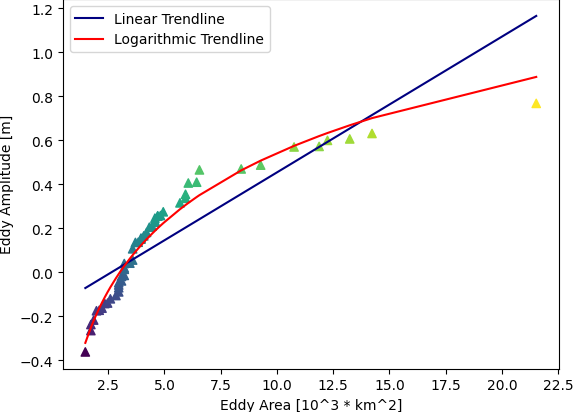 Linear Trendline
Logarithmic Trendline
1.2
1.0
0.8
0.6
0.4
0.2
0.0
−0.2
−0.4
Eddy Amplitude [m]
2.5 5.0 7.5 10.0 12.5 15.0 17.5 20.0 22.5
Eddy Area [10^3 * km^2]